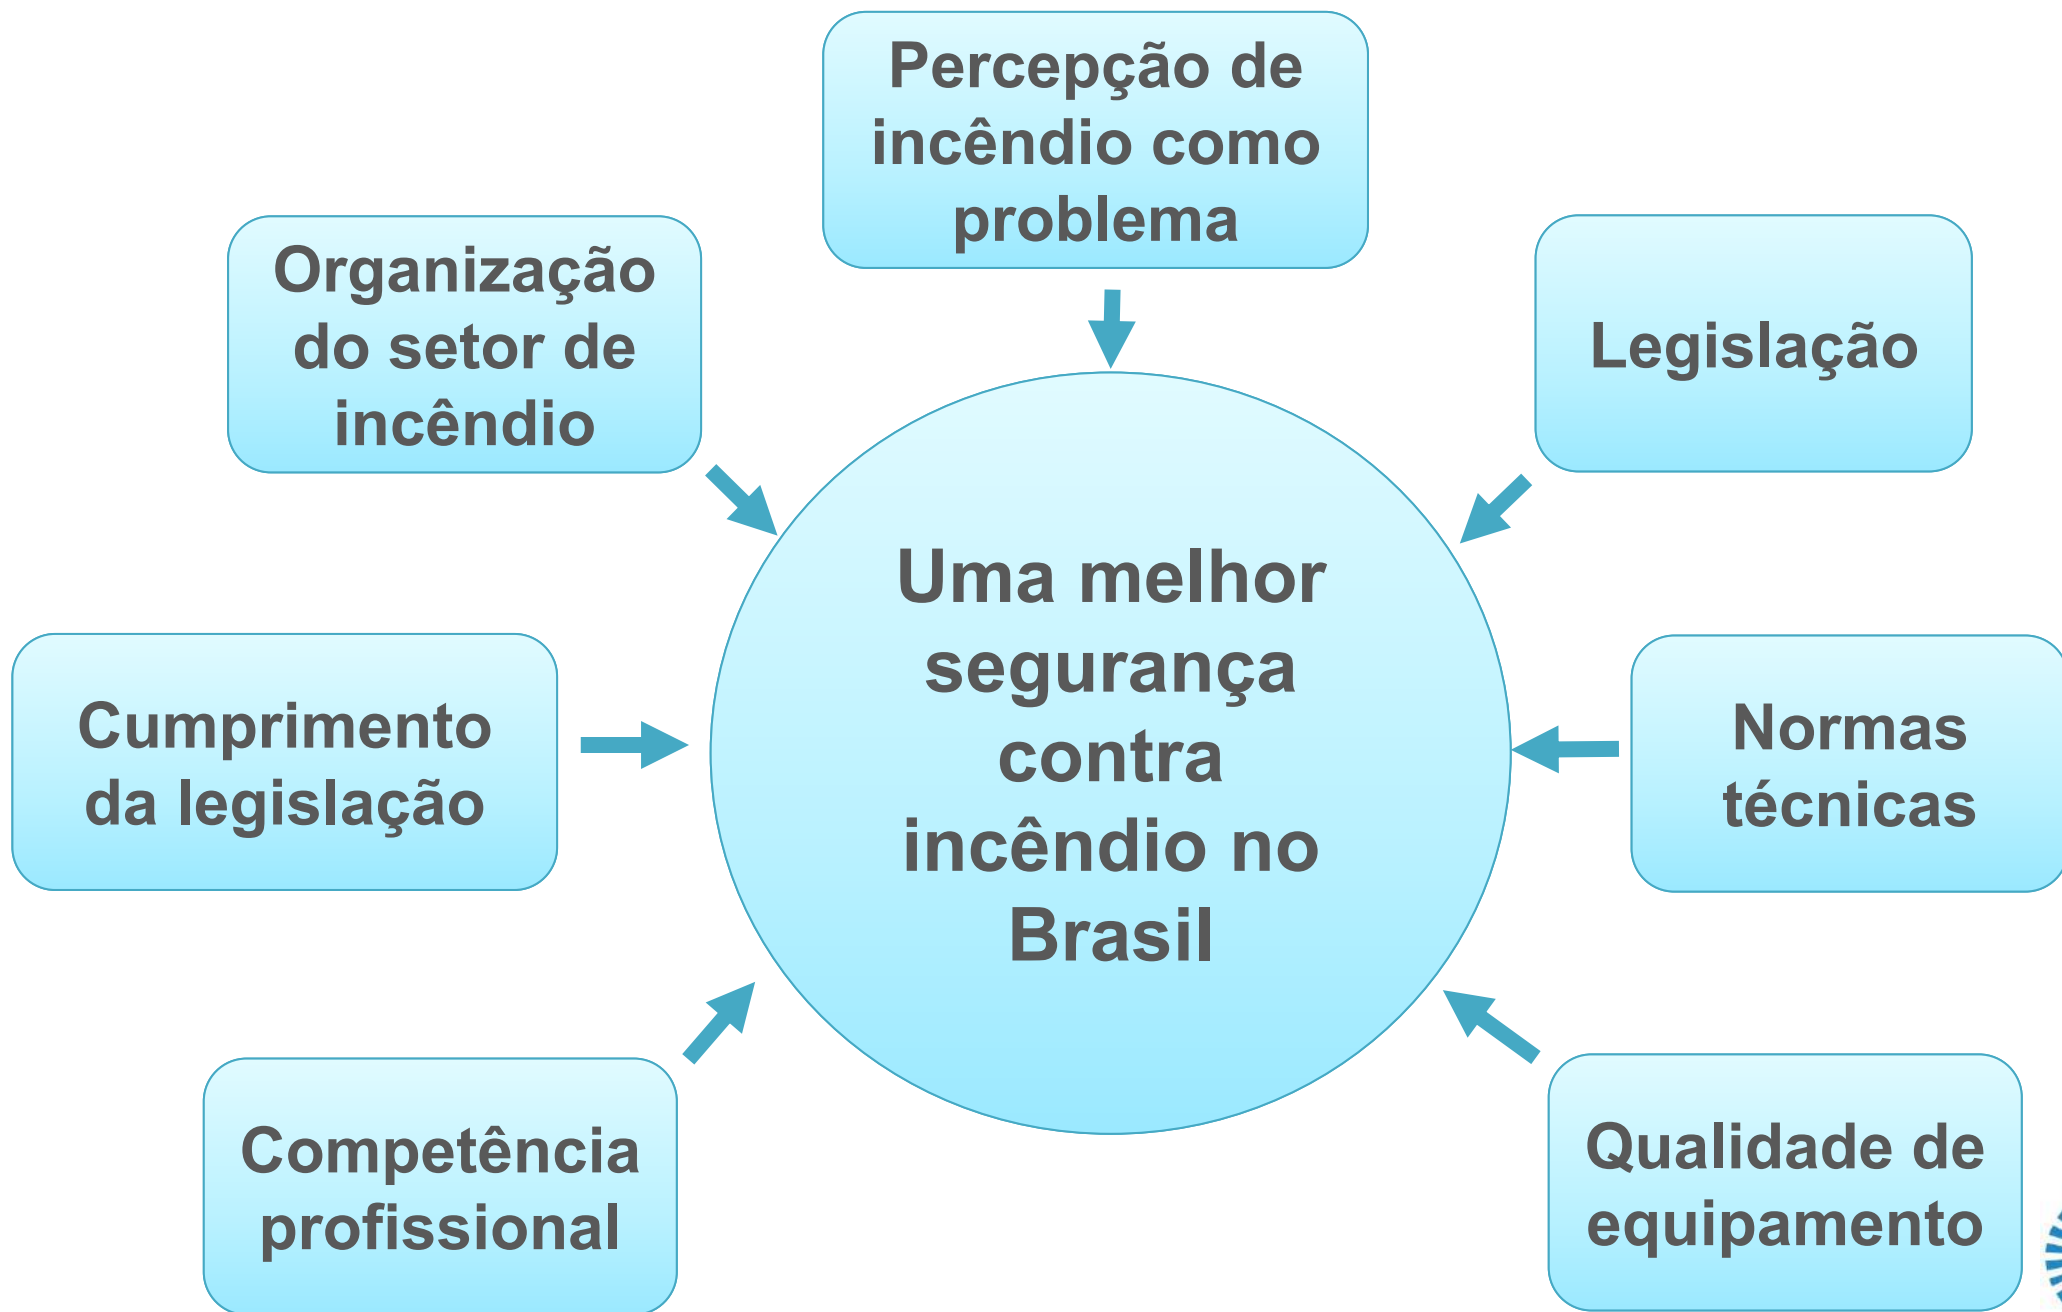 Percepção de
incêndio como
problema
Organização
do setor de
incêndio
Legislação
Uma melhor
segurança
contra
incêndio no
Brasil
Cumprimento
da legislação
Normas
técnicas
Competência
profissional
Qualidade de
equipamento